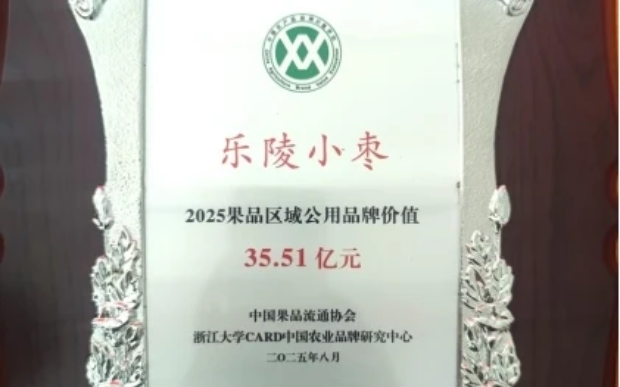 乐陵小枣
2025果品区域公用品牌价值
35.51 亿元
中国果品流通协会
浙江大学CARD中国农业品牌研究中心
二〇二五年八月